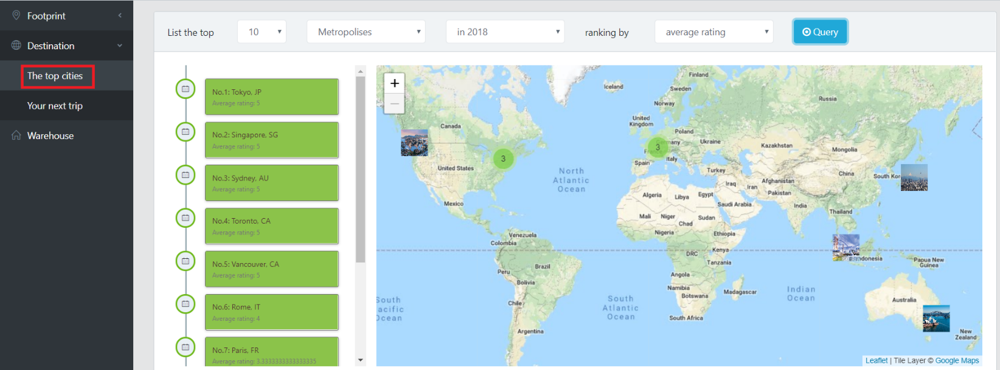 Footprint
Destination
The top cities
Your next trip
Warehouse
List the top 10 Metropolises in 2018 ranking by average rating Query
No.1: Tokyo, JP
Average rating: 5
No.2: Singapore, SG
Average rating: 5
No.3: Sydney, AU
Average rating: 5
No.4: Toronto, CA
Average rating: 5
No.5: Vancouver, CA
Average rating: 5
No.6: Rome, IT
Average rating: 4
No.7: Paris, FR
Average rating: 3.3333333333333335
+
−
Finland
Iceland
Sweden
Russia
Norway
Canada
United
Kingdom
Poland
3
Ukraine
Kazakhstan
Mongolia
3
Italy
Spain
United States
Turkey
China
North
Atlantic
Ocean
Iraq
Iran
Afghanistan
Pakistan
Algeria
Libya
Egypt
Saudi Arabia
India
Mexico
Thailand
Mali
Niger
Sudan
Chad
Nigeria
Ethiopia
Venezuela
Colombia
DRC
Kenya
Tanzania
ndonesia
Papua New
Guinea
Peru
Brazil
Bolivia
Angola
Namibia
Botswana
Madagascar
Indian
Ocean
South
acific
Ocean
Chile
South
Atlantic
Ocean
South Africa
Australia
Argentina
New
Zealand
Leaflet | Tile Layer © Google Maps